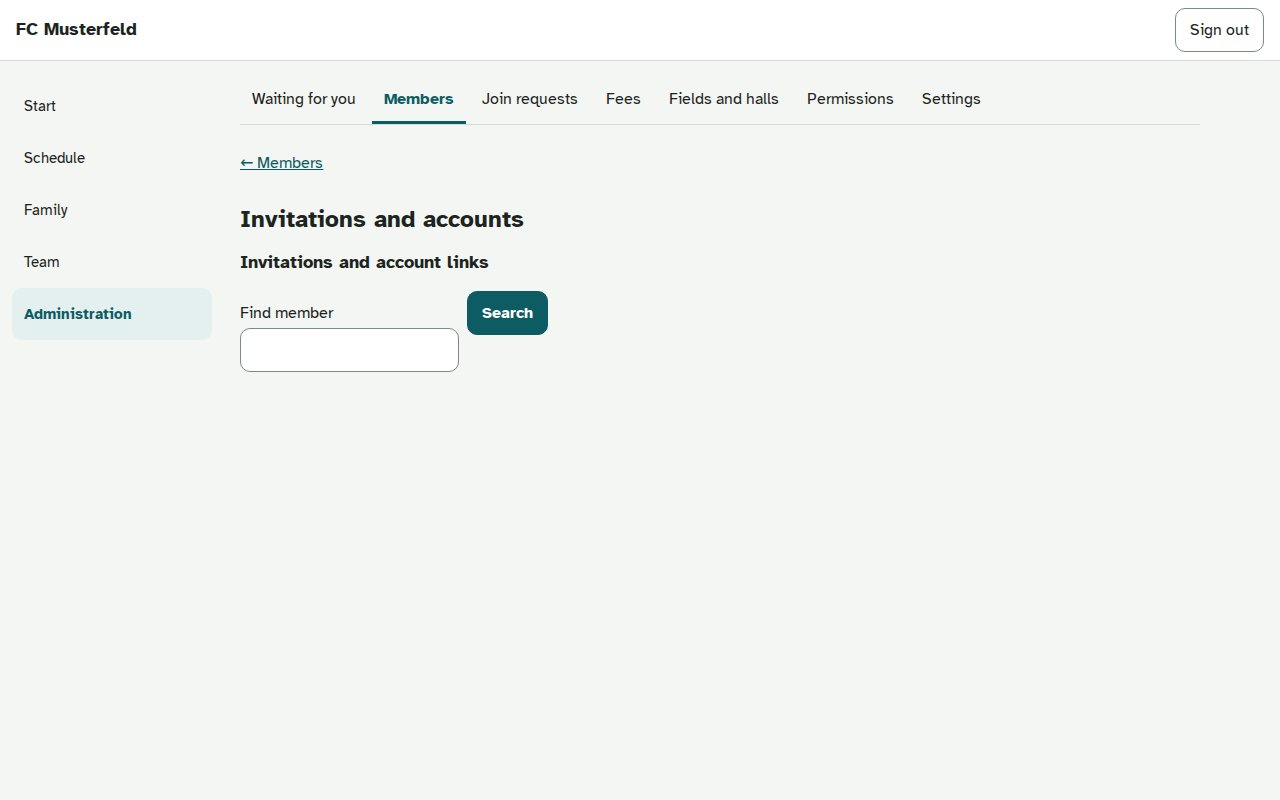 FC Musterfeld
Sign out
Start
Schedule
Family
Team
Administration
Waiting for you
Members
Join requests
Fees
Fields and halls
Permissions
Settings
← Members
Invitations and accounts
Invitations and account links
Find member
Search